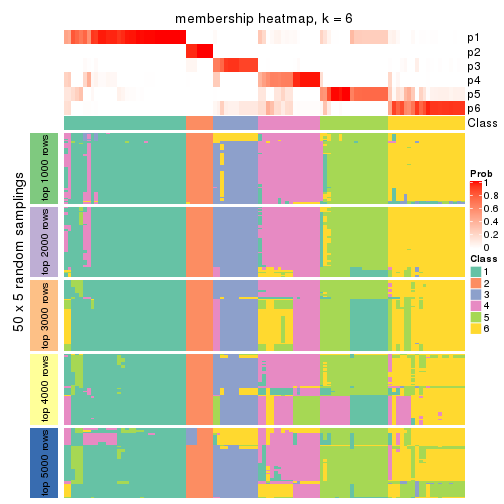 membership heatmap, k = 6
p1
p2
p3
p4
p5
p6
Class
50 x 5 random samplings
top 1000 rows
top 2000 rows
top 3000 rows
top 4000 rows
top 5000 rows
Prob
1
0.8
0.6
0.4
0.2
0
Class
1
2
3
4
5
6